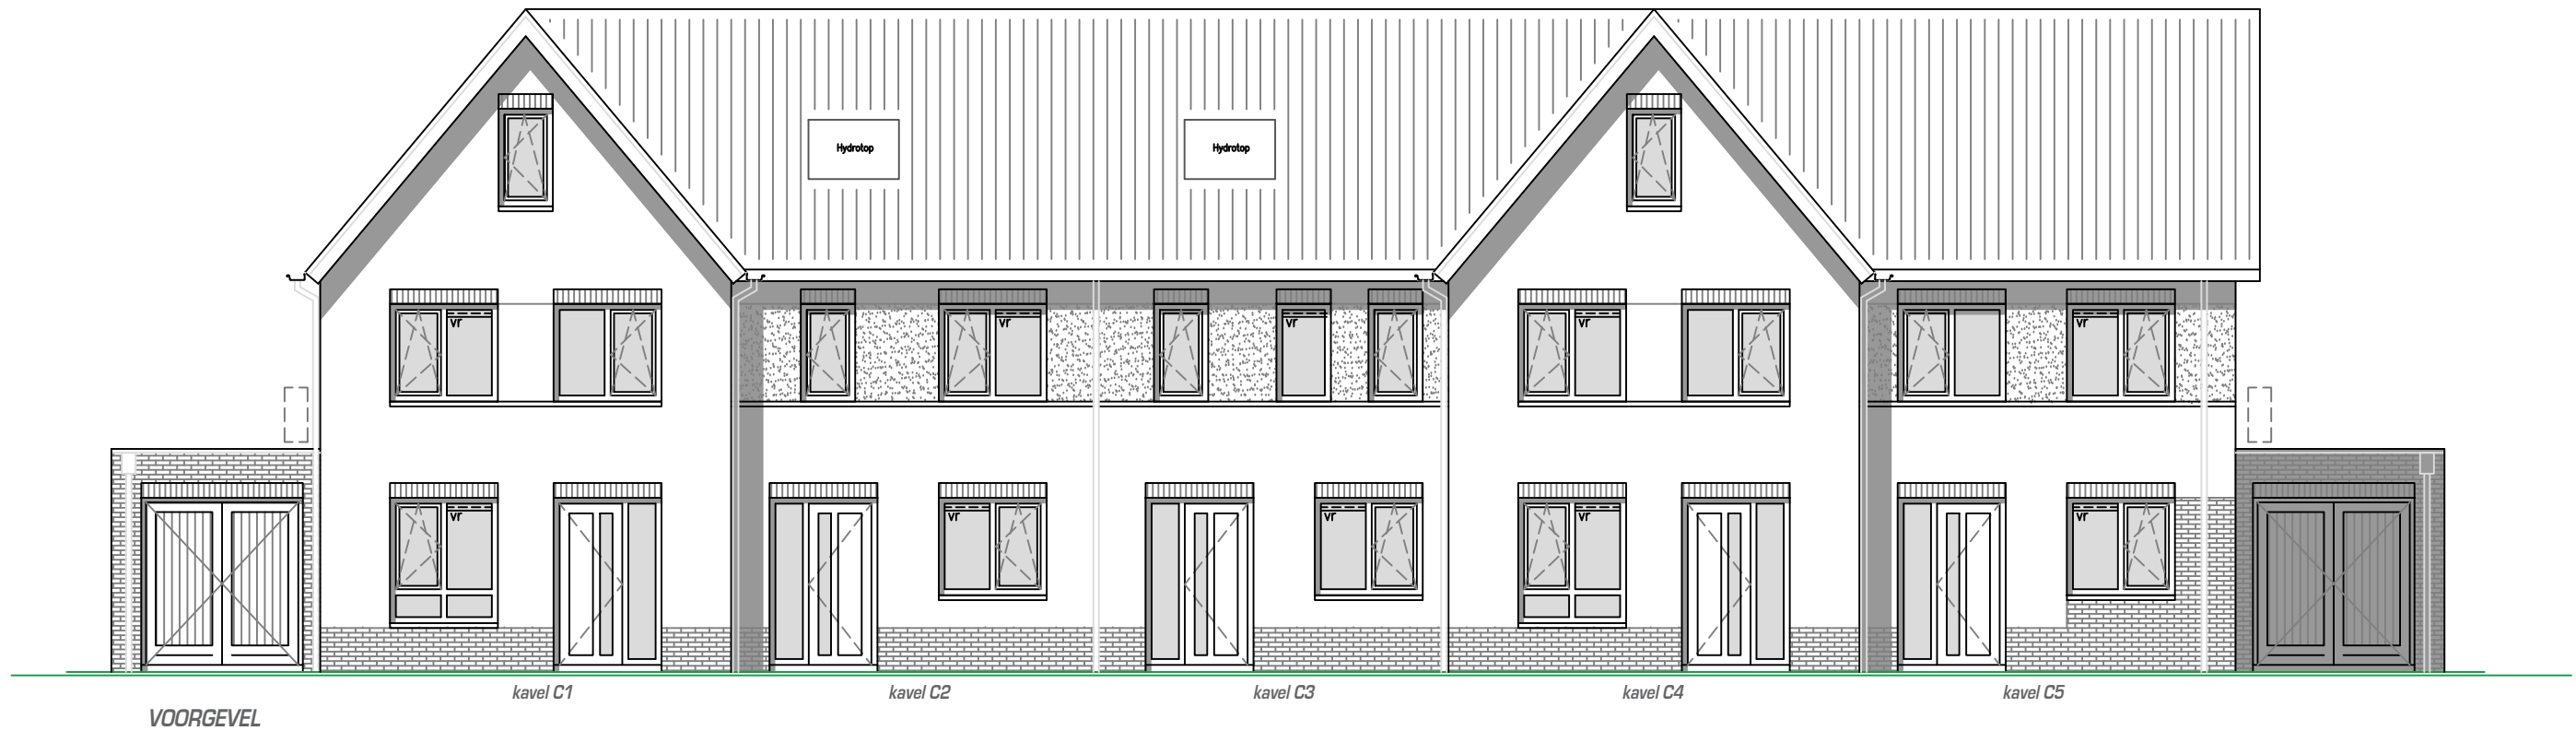 Hydrotop
Hydrotop
vr
vr
vr
vr
vr
vr
vr
vr
vr
vr
kavel C1
kavel C2
kavel C3
kavel C4
kavel C5
VOORGEVEL